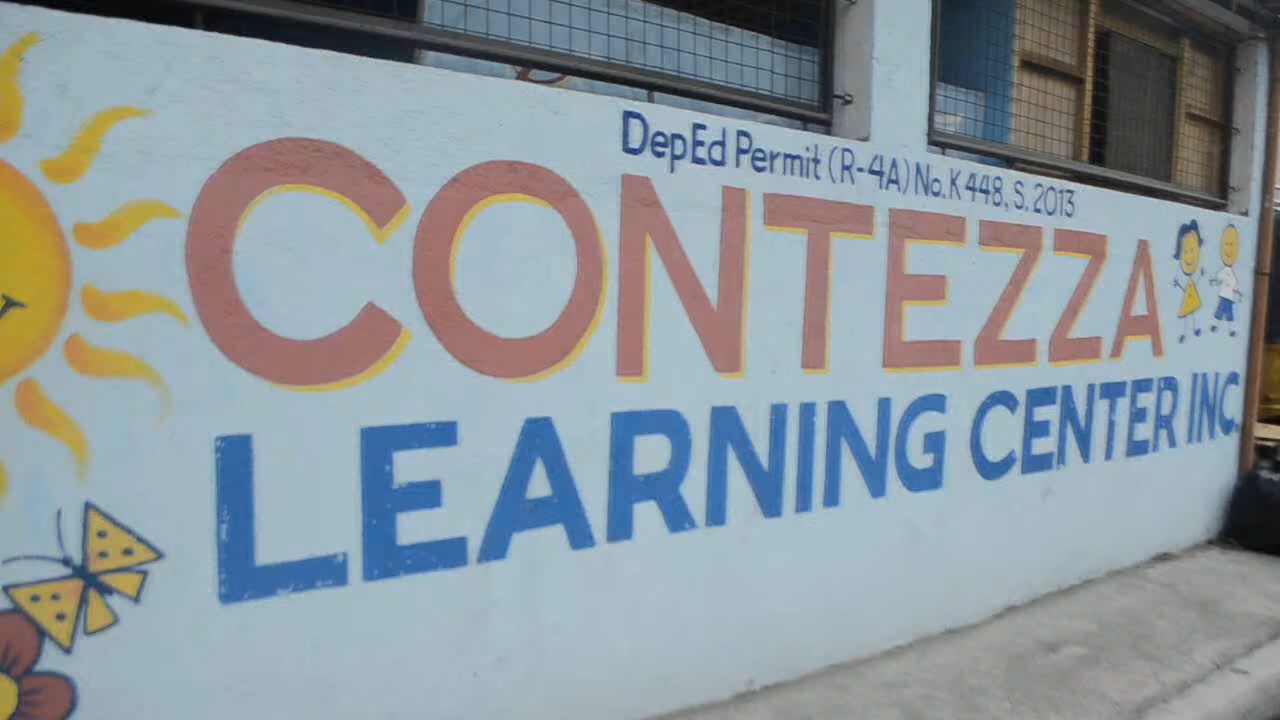 DepEd Permit (R-4A) No. K 448, S. 2013
CONTEZZA
LEARNING CENTER INC.